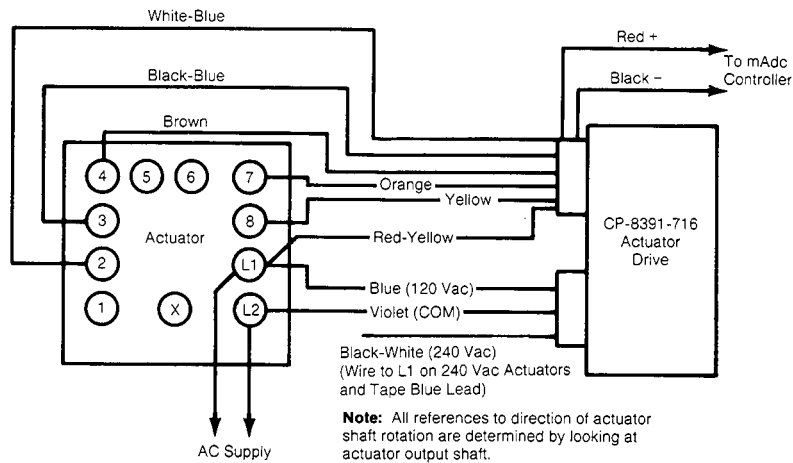 White-Blue
Red +
To mAdc
Controller
Black-Blue
Black −
Brown
4
5
6
7
Orange
Yellow
3
8
Actuator
Red-Yellow
CP-8391-716
Actuator
Drive
2
L1
Blue (120 Vac)
1
X
L2
Violet (COM)
Black-White (240 Vac)
(Wire to L1 on 240 Vac Actuators
and Tape Blue Lead)
Note: All references to direction of actuator
shaft rotation are determined by looking at
actuator output shaft.
AC Supply